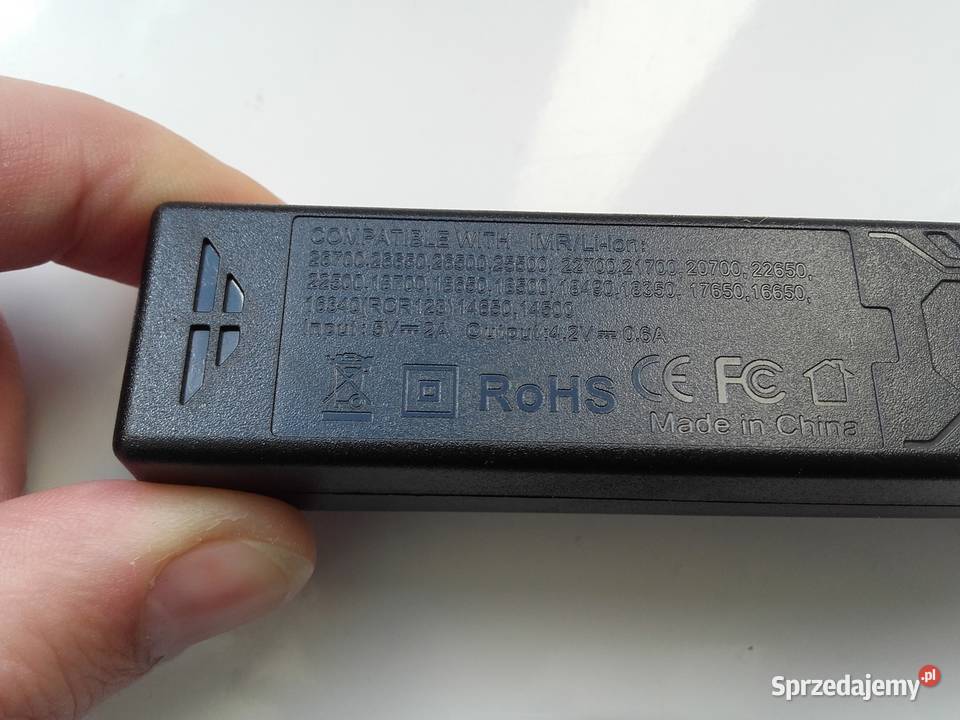 COMPATIBLE WITH IMR/Li-Ion:
26700,26650,26500,25500, 22700,21700, 20700, 22650,
22500,18700,18650,18500, 18490,18350, 17650,16650,
16340(RCR123)14650,14500
Input: 5V⎓2A Output:4.2V⎓0.6A
RoHS CE FC
Made in China
Sprzedajemy.pl